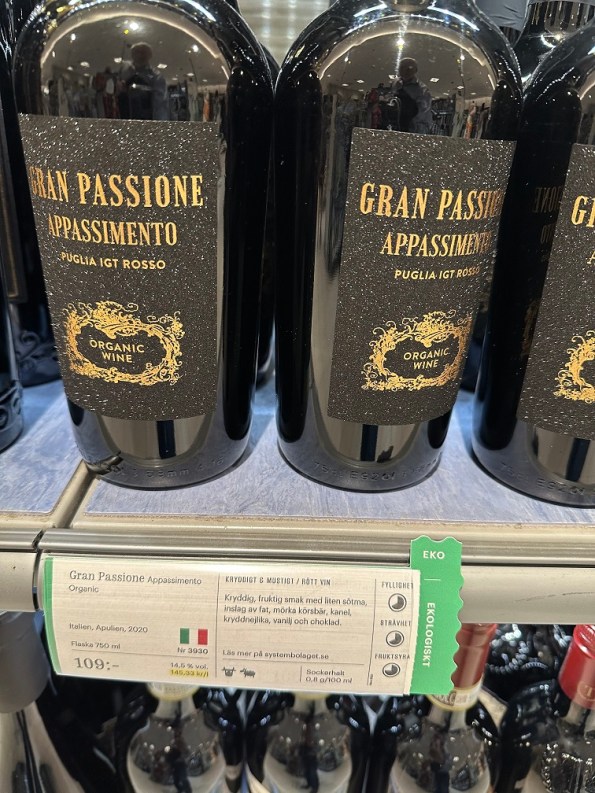 GRAN PASSIONE
APPASSIMENTO
PUGLIA IGT ROSSO
ORGANIC
WINE
GRAN PASSIONE
APPASSIMENTO
PUGLIA IGT ROSSO
ORGANIC
WINE
Gran Passione Appassimento
Organic
Italien, Apulien, 2020
Flaska 750 ml
Nr 3930
109:-
14,5 % vol.
145,33 kr/l
KRYDDIGT & MUSTIGT / RÖTT VIN
Kryddig, fruktig smak med liten sötma,
inslag av fat, mörka körsbär, kanel,
kryddnejlika, vanilj och choklad.
Läs mer på systembolaget.se
Sockerhalt
0,8 g/100 ml
FYLLIGHET
STRÄVHET
FRUKTSYRA
EKO
EKOLOGISKT